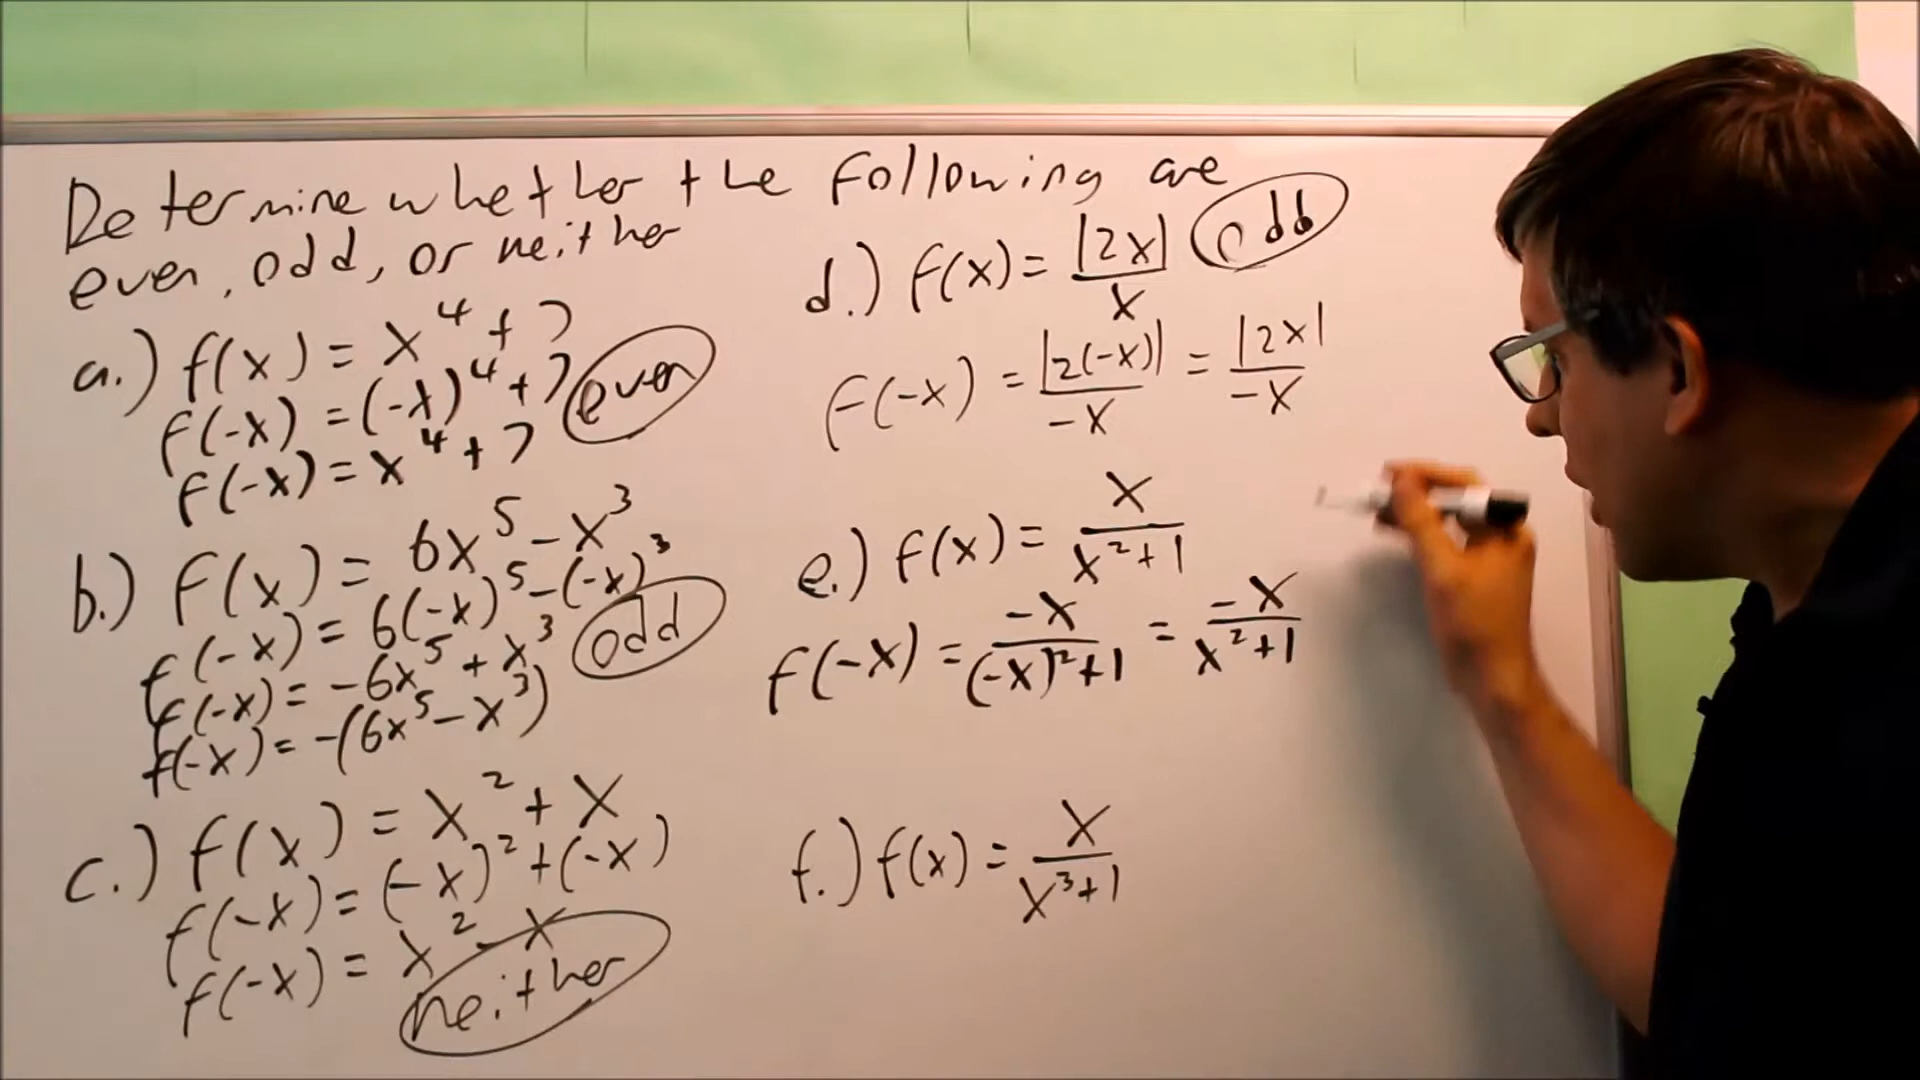 Determine whether the following are
even, odd, or neither
a.) f(x) = x⁴ + 7
f(-x) = (-x)⁴ + 7
f(-x) = x⁴ + 7
even
b.) f(x) = 6x⁵ - x³
f(-x) = 6(-x)⁵ - (-x)³
f(-x) = -6x⁵ + x³
f(-x) = -(6x⁵ - x³)
odd
c.) f(x) = x² + x
f(-x) = (-x)² + (-x)
f(-x) = x² - x
neither
d.) f(x) = |2x| / x
odd
f(-x) = |2(-x)| / -x = |2x| / -x
e.) f(x) = x / x²+1
f(-x) = -x / (-x)²+1 = -x / x²+1
f.) f(x) = x / x³+1